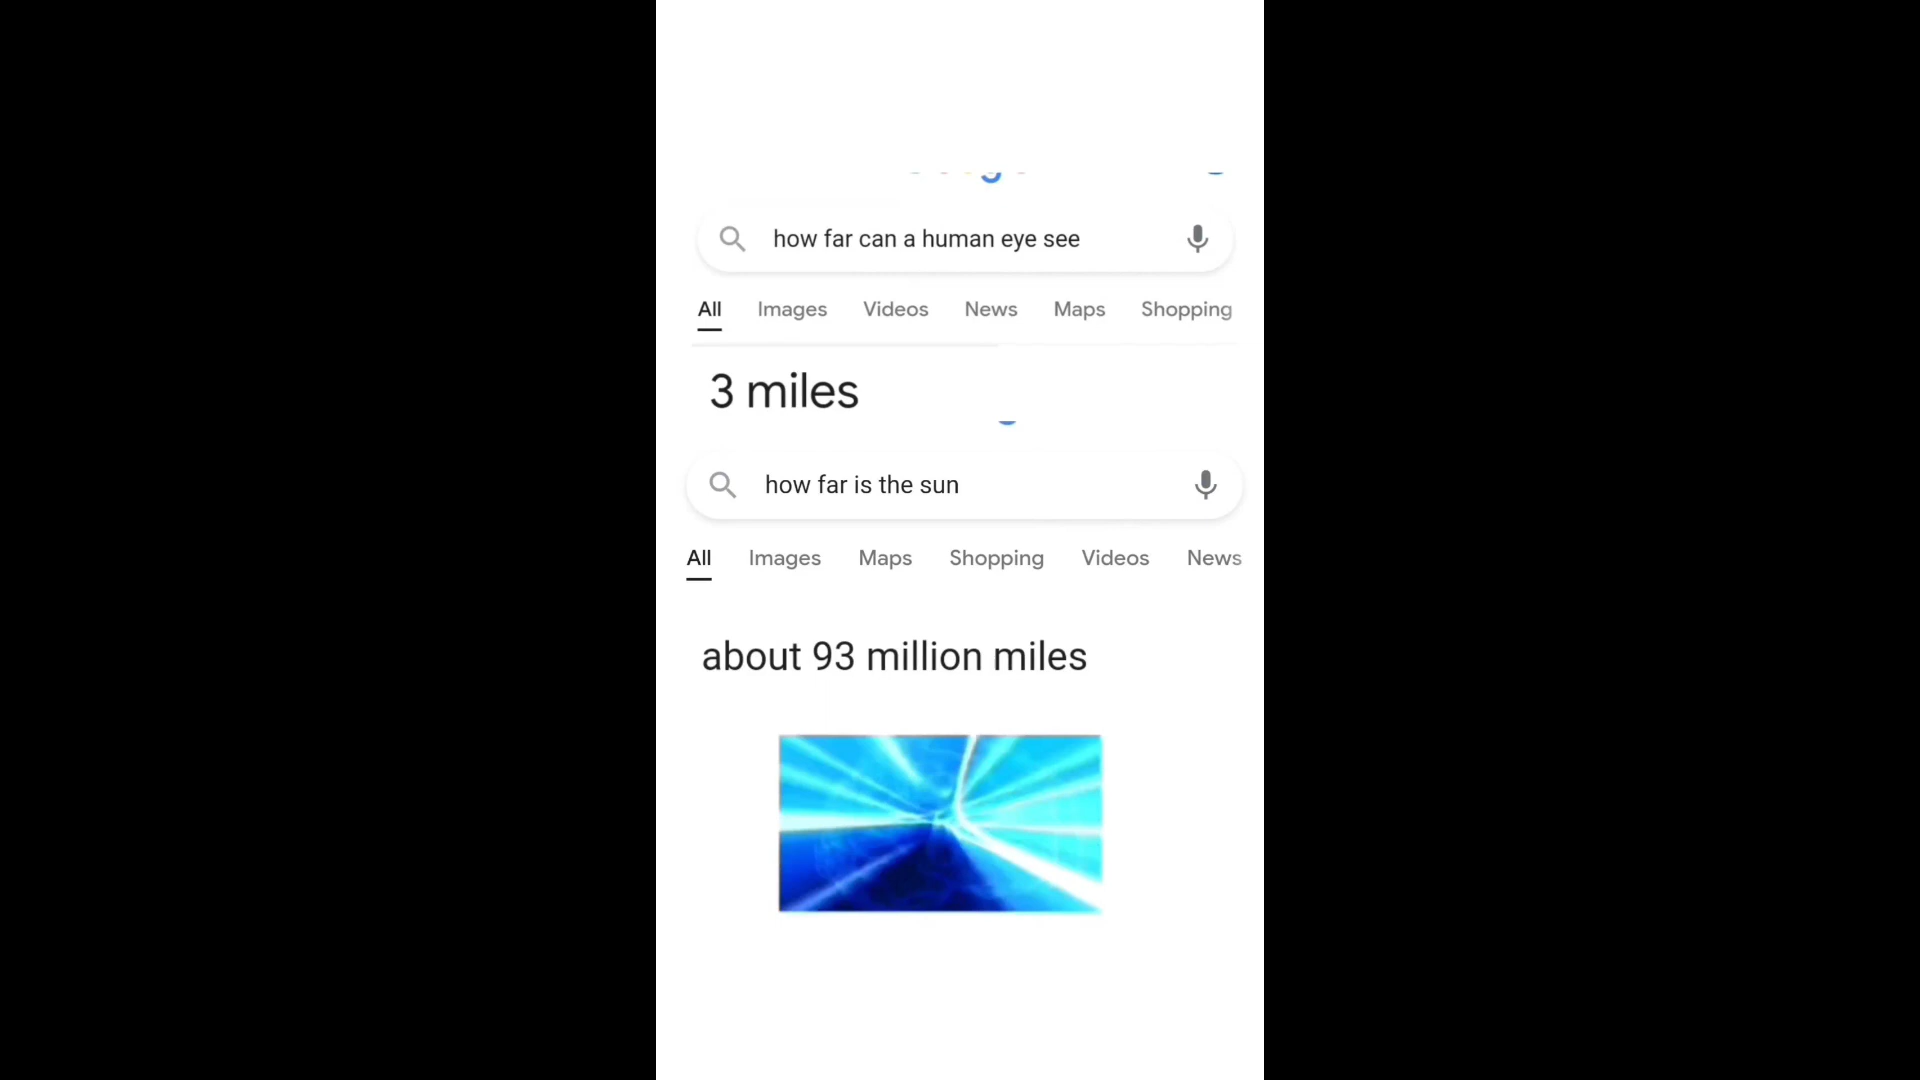 how far can a human eye see
All Images Videos News Maps Shopping
3 miles
how far is the sun
All Images Maps Shopping Videos News
about 93 million miles